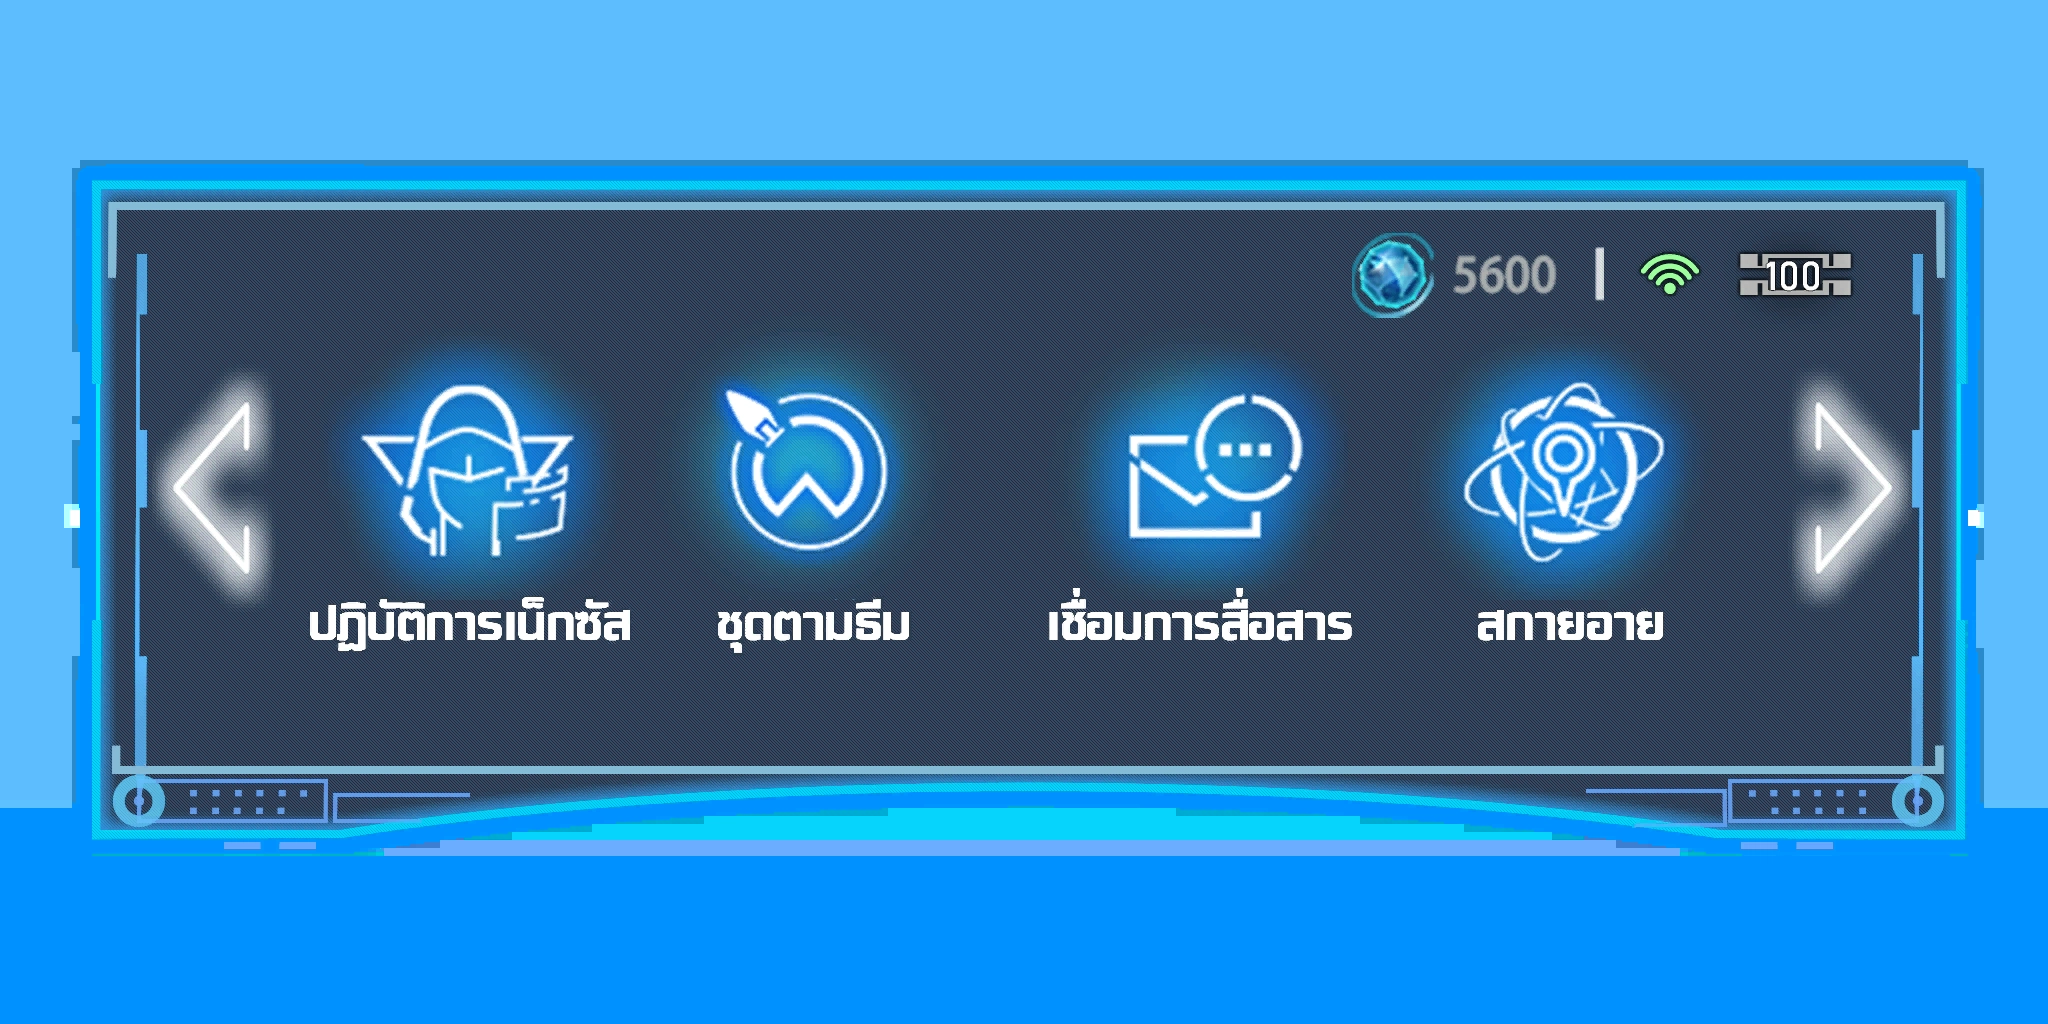 5600
100
ปฏิบัติการเน็กซัส
ชุดตามธีม
เชื่อมการสื่อสาร
สกายอาย